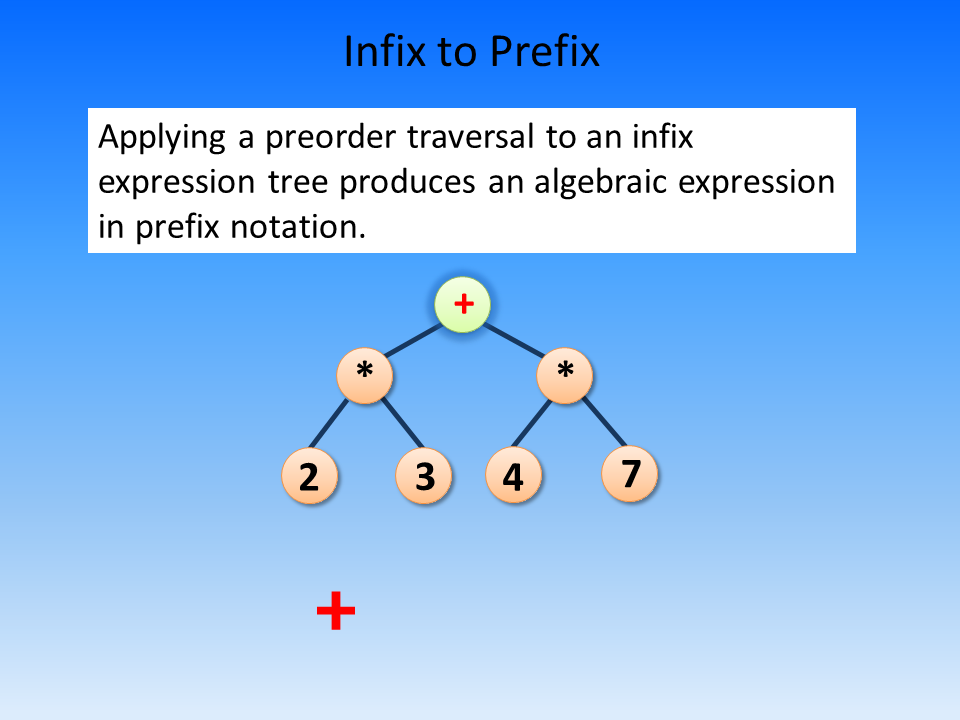 Infix to Prefix
Applying a preorder traversal to an infix
expression tree produces an algebraic expression
in prefix notation.
+
* *
2 3 4 7
+